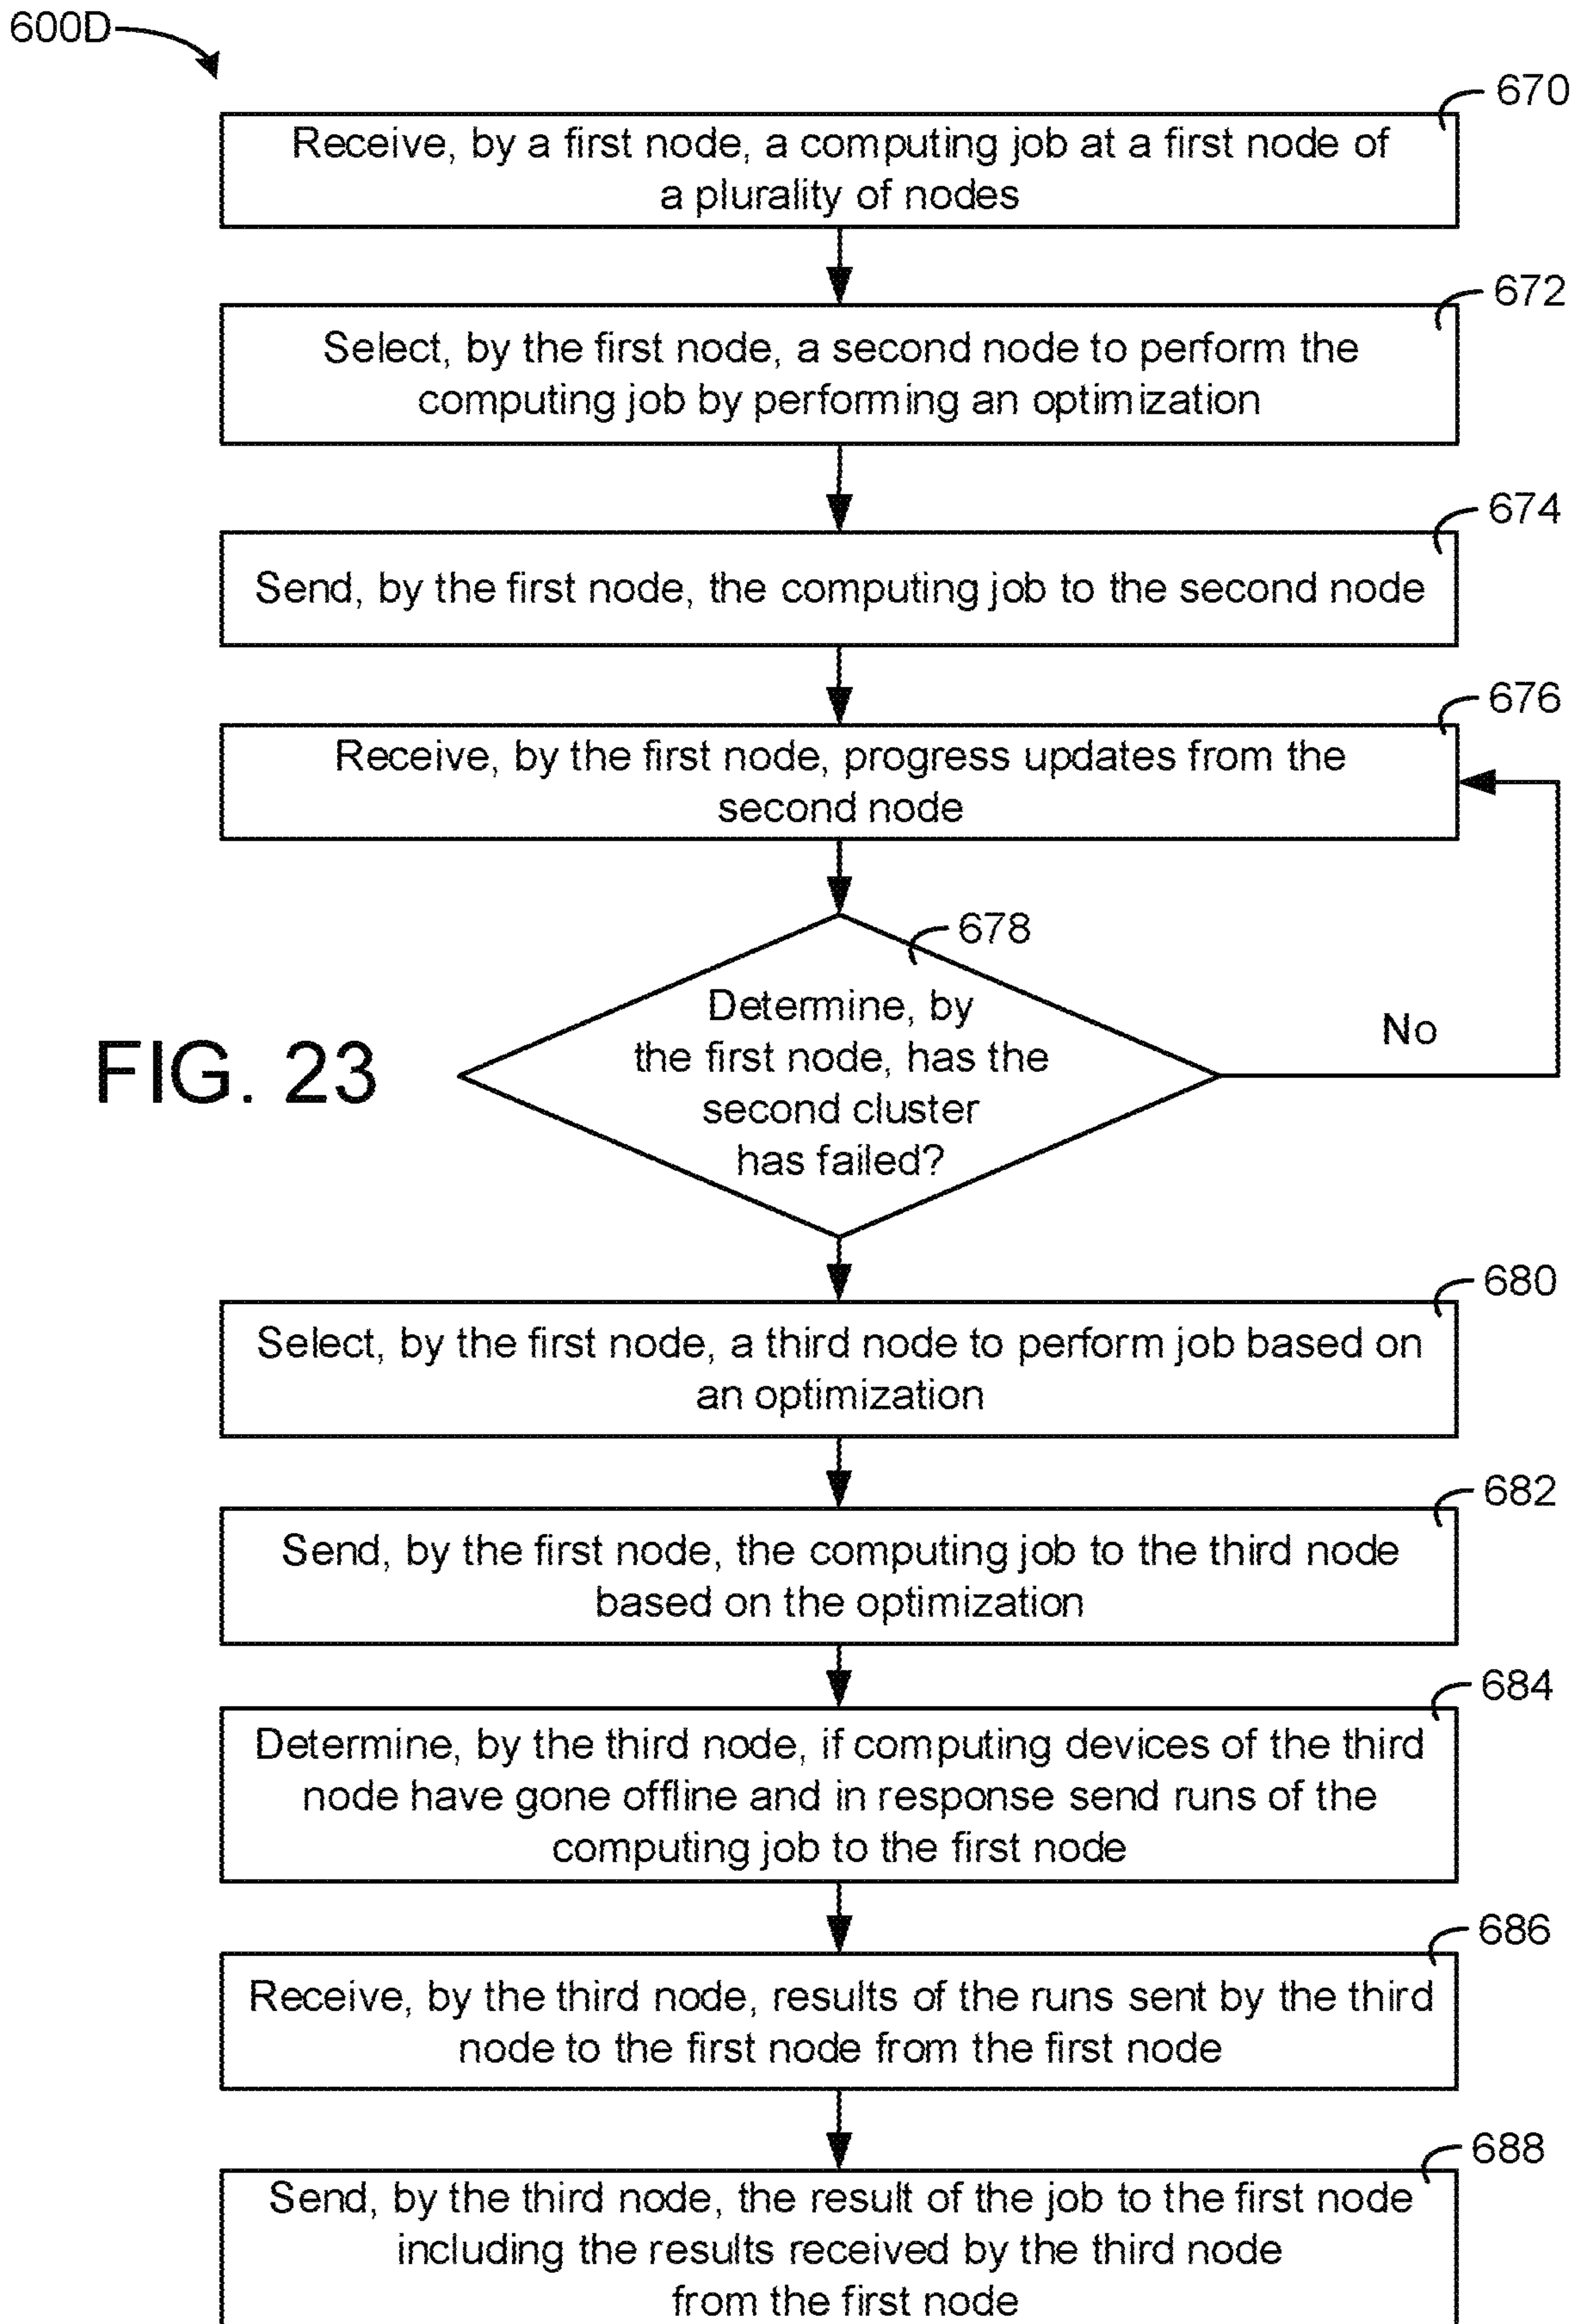 600D
670
Receive, by a first node, a computing job at a first node of
a plurality of nodes
672
Select, by the first node, a second node to perform the
computing job by performing an optimization
674
Send, by the first node, the computing job to the second node
676
Receive, by the first node, progress updates from the
second node
678
Determine, by
the first node, has the
second cluster
has failed?
No
FIG. 23
680
Select, by the first node, a third node to perform job based on
an optimization
682
Send, by the first node, the computing job to the third node
based on the optimization
684
Determine, by the third node, if computing devices of the third
node have gone offline and in response send runs of the
computing job to the first node
686
Receive, by the third node, results of the runs sent by the third
node to the first node from the first node
688
Send, by the third node, the result of the job to the first node
including the results received by the third node
from the first node